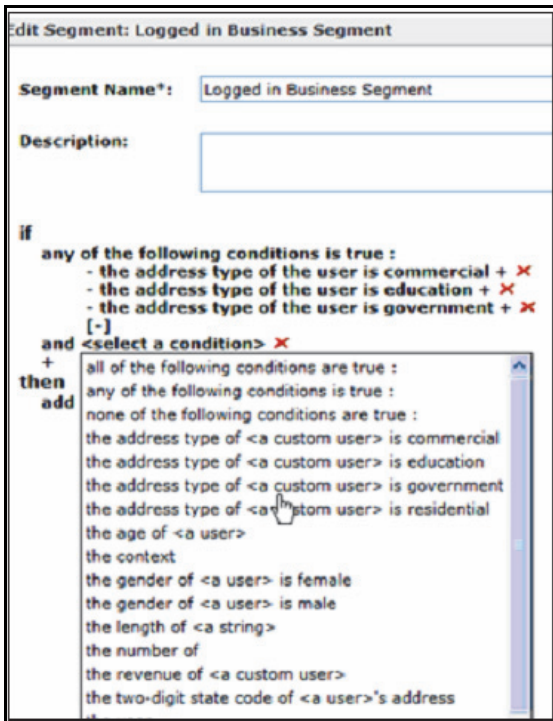 Edit Segment: Logged in Business Segment
Segment Name*: Logged in Business Segment
Description:
if
any of the following conditions is true :
- the address type of the user is commercial + ✕
- the address type of the user is education + ✕
- the address type of the user is government + ✕
[-]
and <select a condition> ✕
+
then
add
all of the following conditions are true :
any of the following conditions is true :
none of the following conditions are true :
the address type of <a custom user> is commercial
the address type of <a custom user> is education
the address type of <a custom user> is government
the address type of <a custom user> is residential
the age of <a user>
the context
the gender of <a user> is female
the gender of <a user> is male
the length of <a string>
the number of
the revenue of <a custom user>
the two-digit state code of <a user>'s address